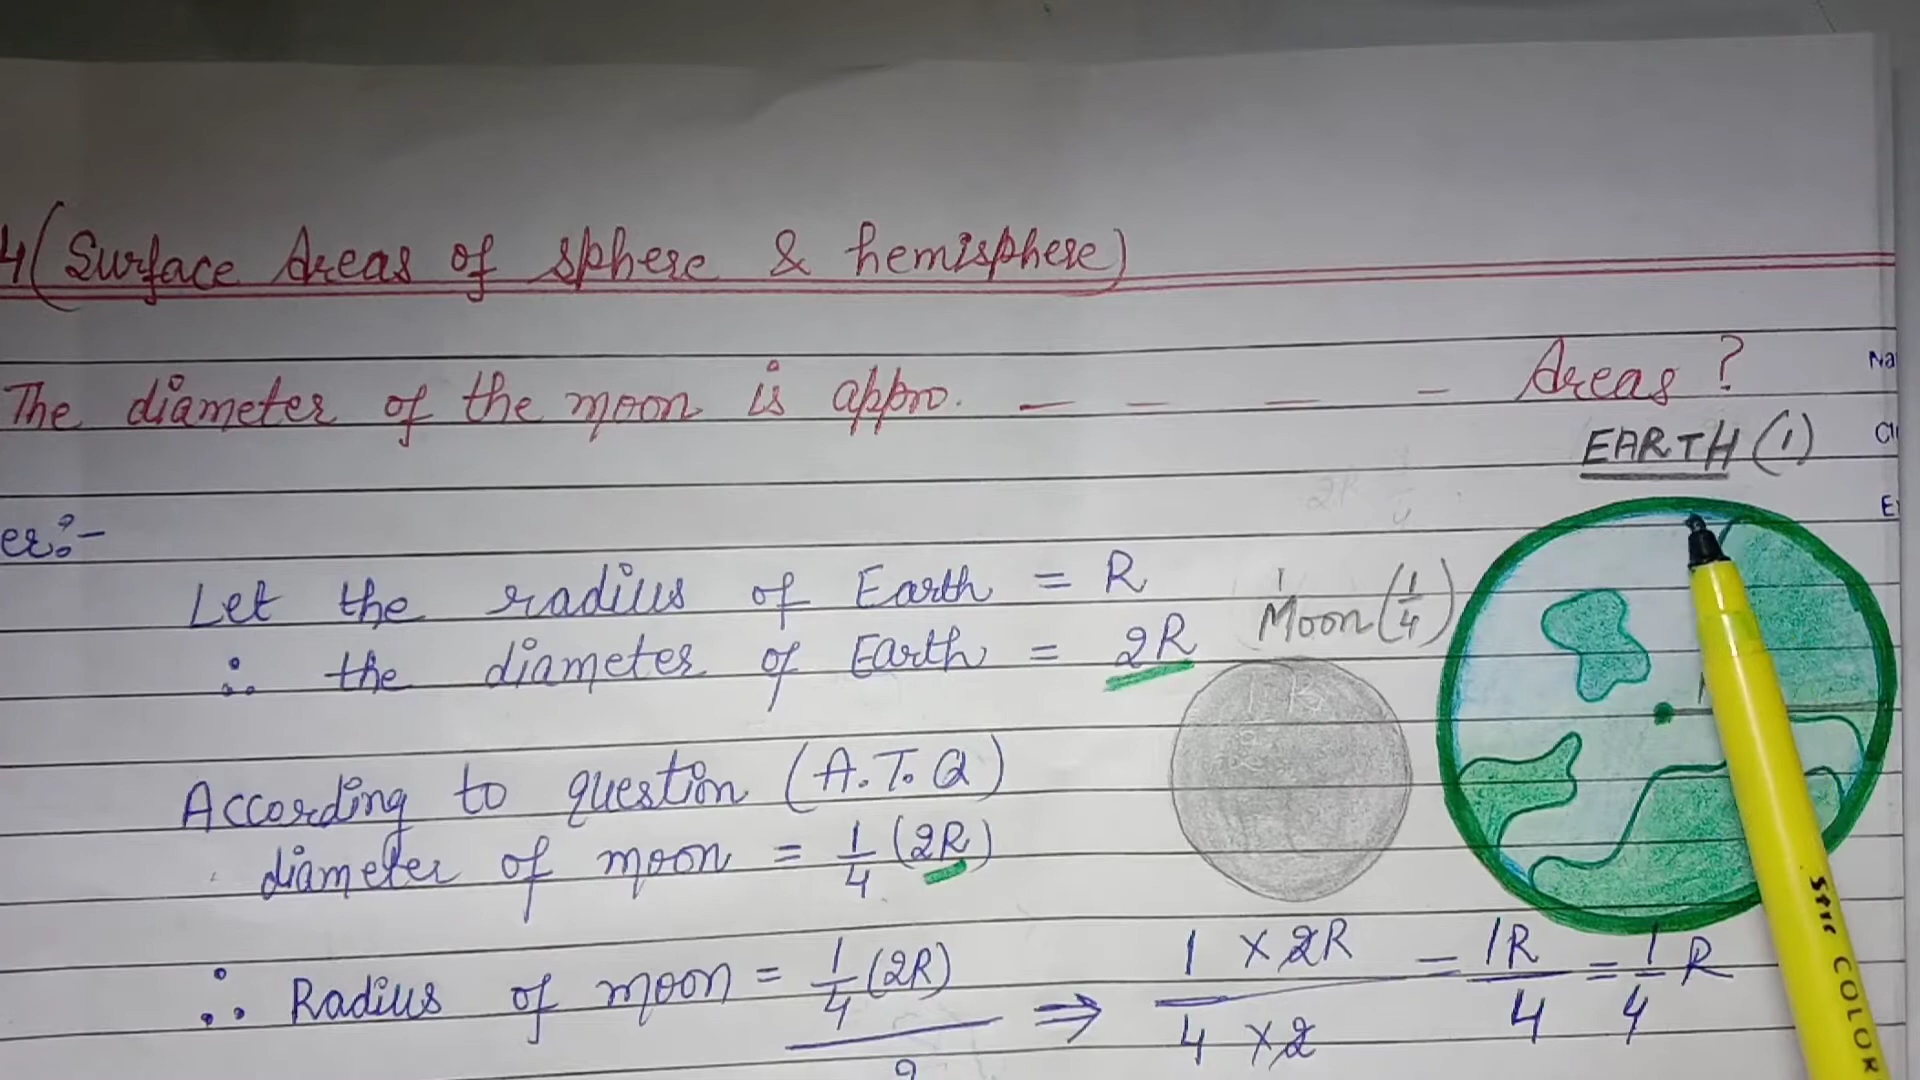 4(Surface Areas of sphere & hemisphere)
The diameter of the moon is appro. — — — – Areas?
EARTH (1)
er:-
Let the radius of Earth = R
Moon (1/4)
∴ the diameter of Earth = 2R
According to question (A.T.Q)
diameter of moon = 1/4 (2R)
∴ Radius of moon = 1/4 (2R) / 2 ⇒ 1 × 2R / 4 × 2 = 1R / 4 = 1/4 R
COLOR